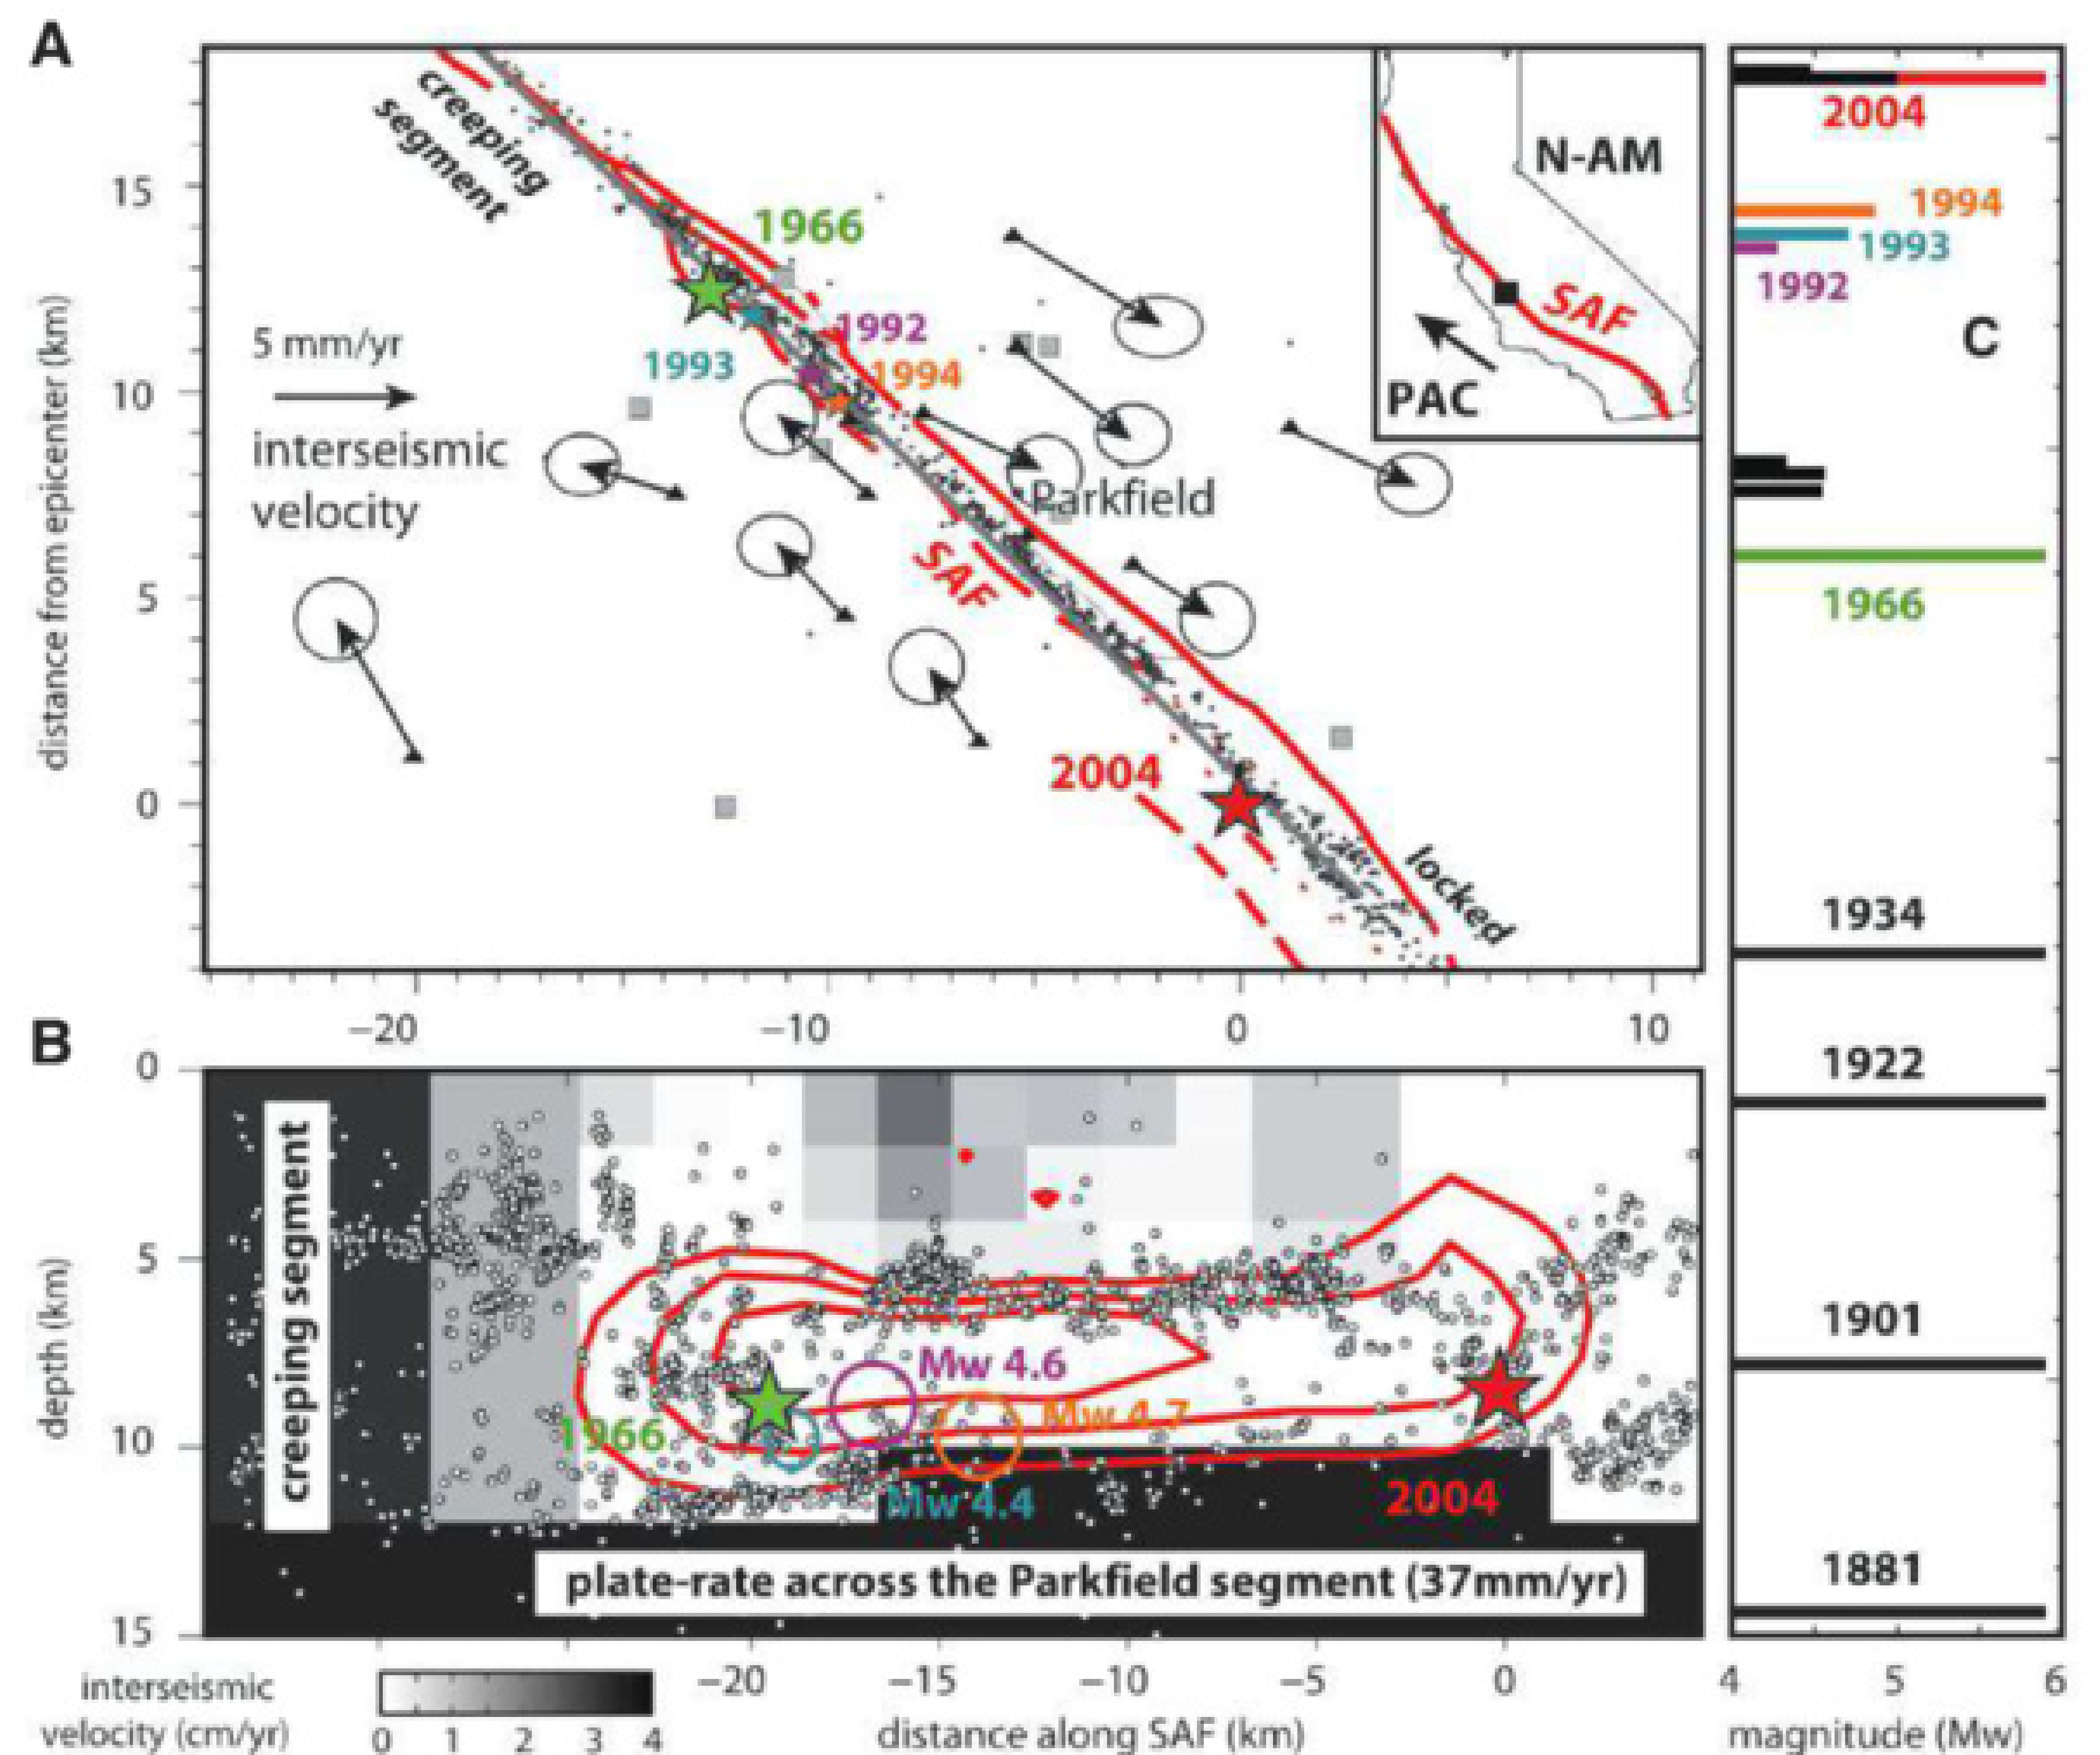 A
creeping
segment
1966
1992
1993
1994
5 mm/yr
interseismic
velocity
Parkfield
SAF
2004
locked
N-AM
SAF
PAC
distance from epicenter (km)
15
10
5
0
−20
−10
0
10
B
creeping segment
1966
Mw 4.6
Mw 4.7
Mw 4.4
2004
plate-rate across the Parkfield segment (37mm/yr)
depth (km)
0
5
10
15
−20
−15
−10
−5
0
distance along SAF (km)
interseismic
velocity (cm/yr)
0
1
2
3
4
C
2004
1994
1993
1992
1966
1934
1922
1901
1881
4
5
6
magnitude (Mw)